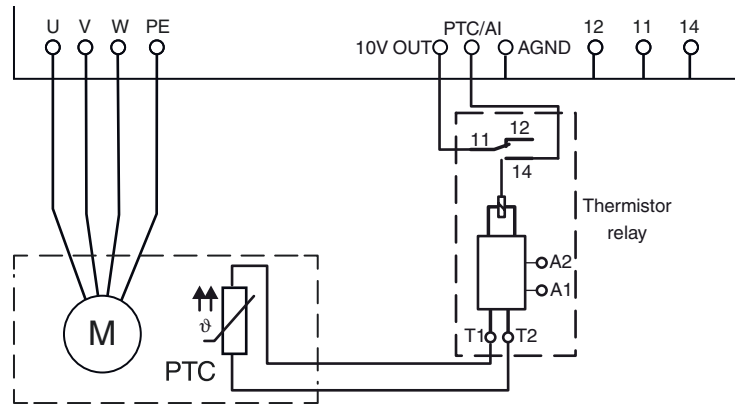 U V W PE
PTC/AI
12 11 14
10V OUT AGND
12
11
14
Thermistor
relay
A2
A1
T1 T2
M
ϑ
PTC